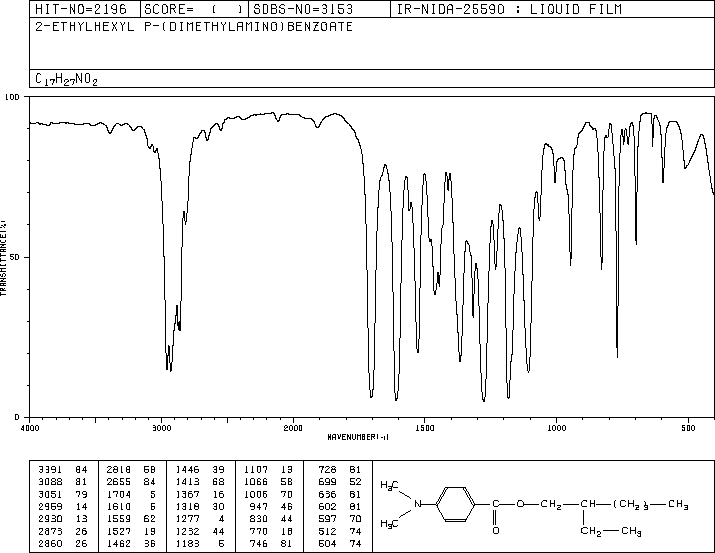 HIT-NO=2196 SCORE= ( ) SDBS-NO=3153 IR-NIDA-25590 : LIQUID FILM
2-ETHYLHEXYL P-(DIMETHYLAMINO)BENZOATE
C17H27NO2
100
50
0
TRANSMITTANCE(%)
4000 3000 2000 1500 1000 500
WAVENUMBER(-1)
3391 84 2818 58 1446 39 1107 13 728 81
3088 81 2655 84 1413 68 1066 58 699 52
3051 79 1704 5 1367 16 1006 70 636 81
2959 14 1610 5 1318 30 947 46 602 81
2930 13 1559 62 1277 4 830 44 597 70
2873 26 1527 19 1232 44 770 18 512 74
2860 26 1462 36 1183 5 746 81 504 74
H3C
N
H3C
C
O
O
CH2
CH
(CH2)3
CH3
CH2
CH3